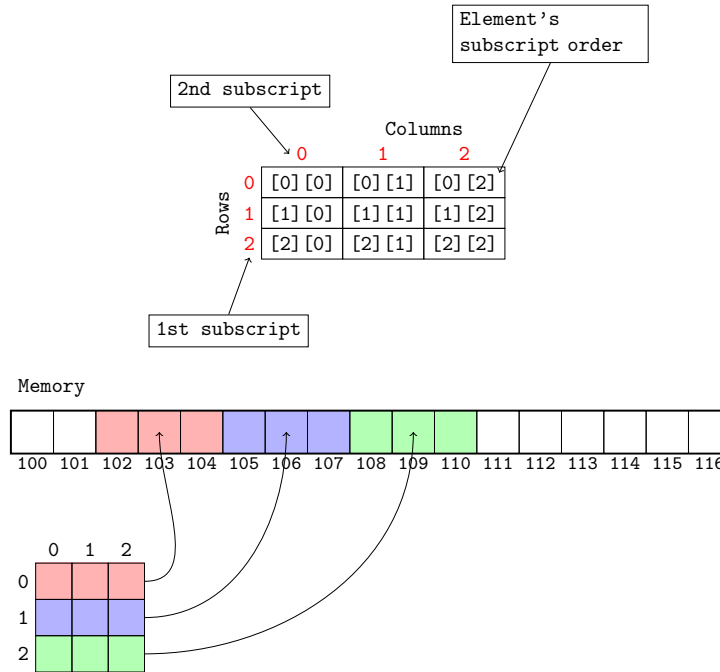 Element's
subscript order
2nd subscript
Columns
0 1 2
Rows
0 [0][0] [0][1] [0][2]
1 [1][0] [1][1] [1][2]
2 [2][0] [2][1] [2][2]
1st subscript
Memory
100 101 102 103 104 105 106 107 108 109 110 111 112 113 114 115 116
0 1 2
0
1
2